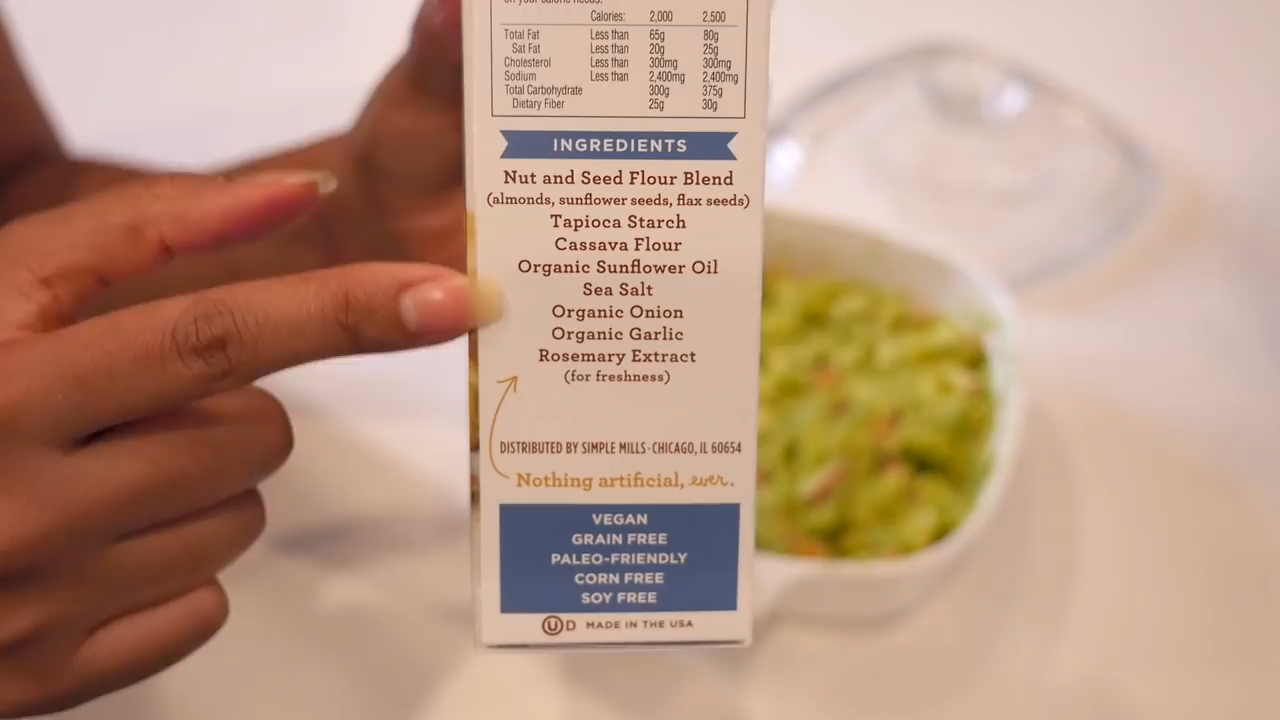 on your calorie needs:
Calories: 2,000 2,500
Total Fat Less than 65g 80g
Sat Fat Less than 20g 25g
Cholesterol Less than 300mg 300mg
Sodium Less than 2,400mg 2,400mg
Total Carbohydrate 300g 375g
Dietary Fiber 25g 30g
INGREDIENTS
Nut and Seed Flour Blend
(almonds, sunflower seeds, flax seeds)
Tapioca Starch
Cassava Flour
Organic Sunflower Oil
Sea Salt
Organic Onion
Organic Garlic
Rosemary Extract
(for freshness)
DISTRIBUTED BY SIMPLE MILLS · CHICAGO, IL 60654
Nothing artificial, ever.
VEGAN
GRAIN FREE
PALEO-FRIENDLY
CORN FREE
SOY FREE
U D MADE IN THE USA